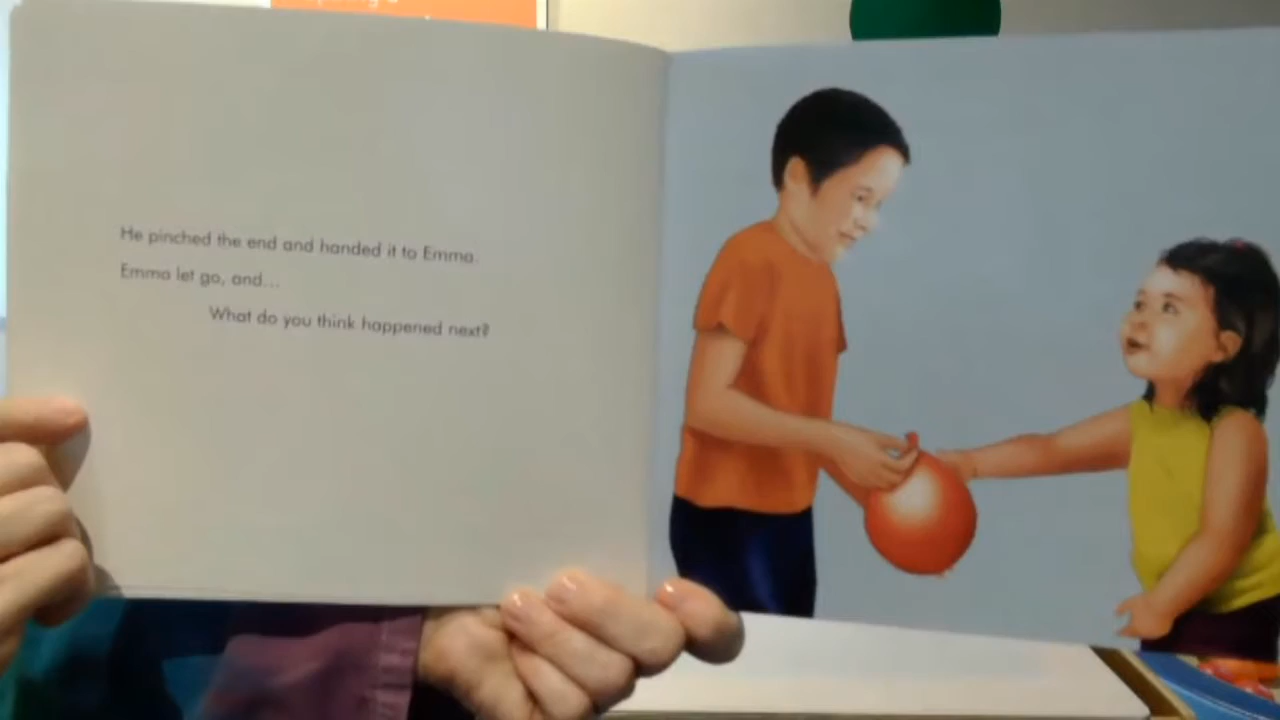 He pinched the end and handed it to Emma.
Emma let go, and...
What do you think happened next?